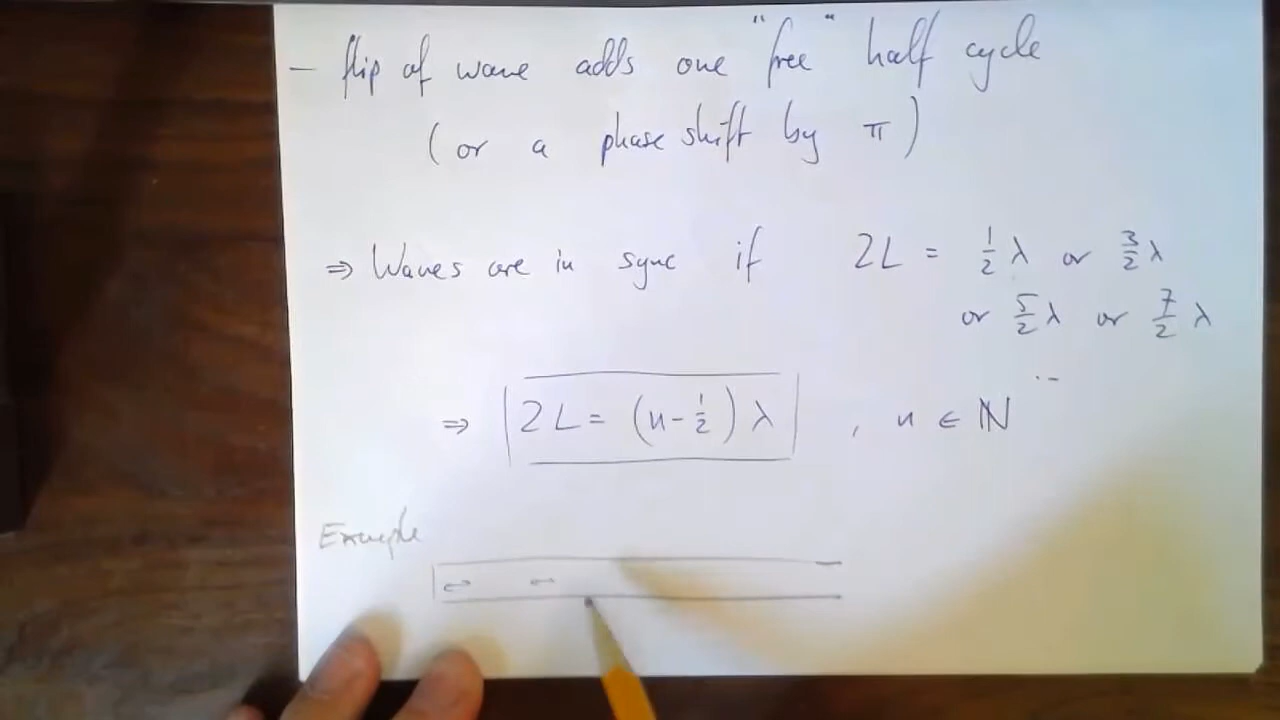 – flip of wave adds one "free" half cycle
(or a phase shift by π)
⇒ Waves are in sync if 2L = 1/2 λ or 3/2 λ
or 5/2 λ or 7/2 λ
...
⇒ 2L = (n-1/2) λ , n ∈ ℕ
Example